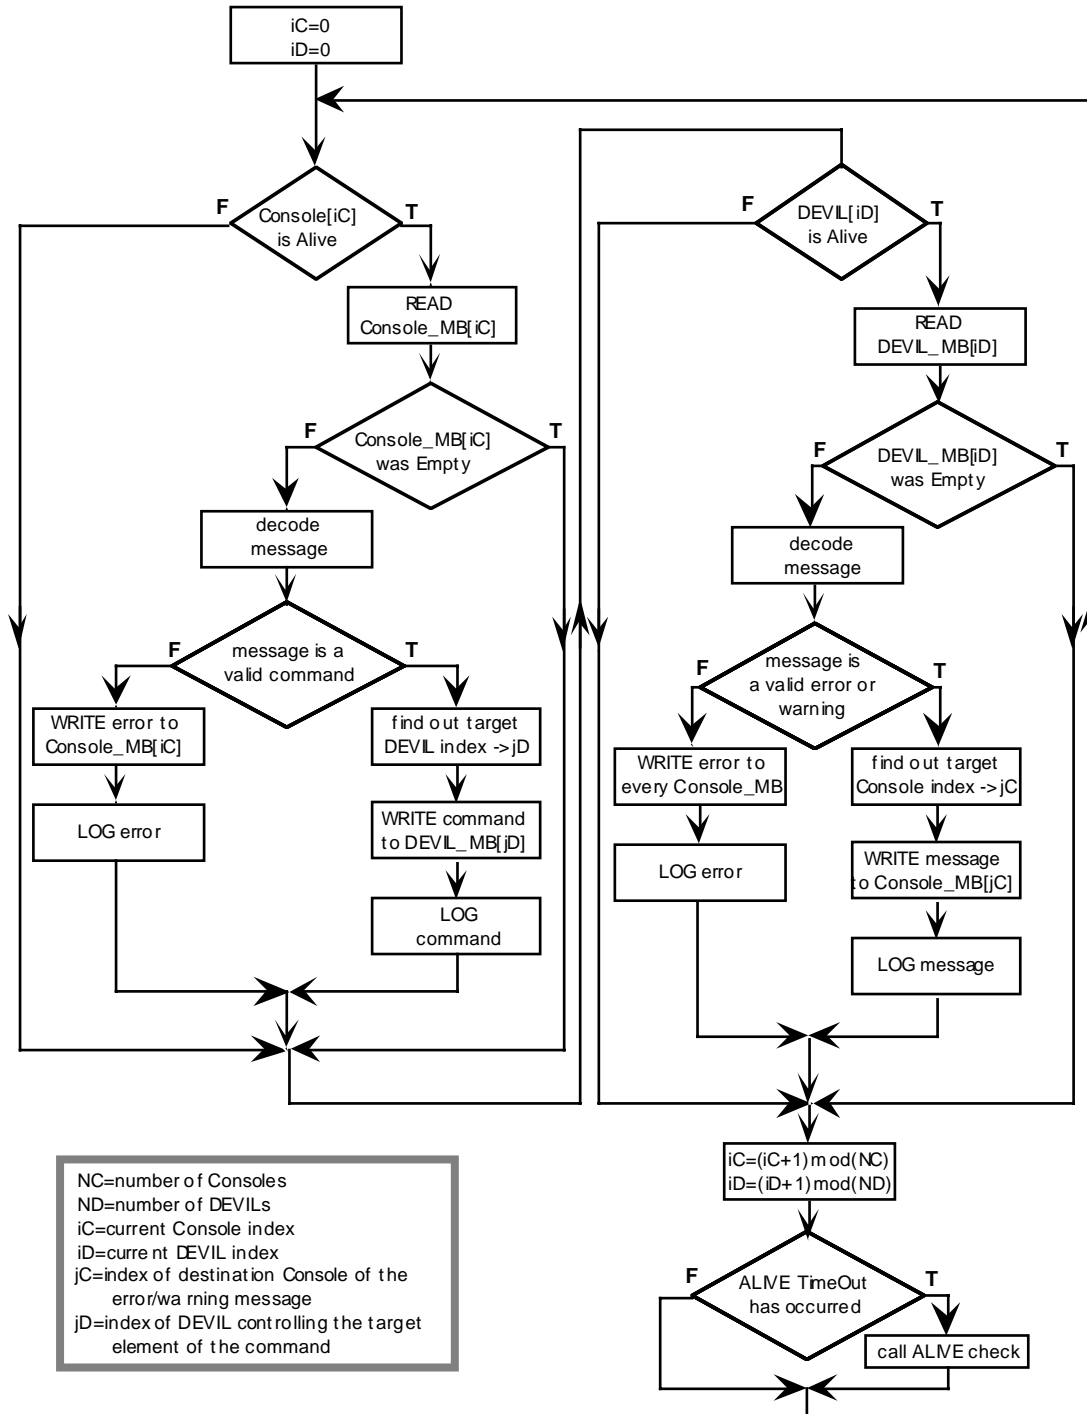 iC=0
iD=0
Console[iC]
is Alive
F
T
READ
Console_MB[iC]
Console_MB[iC]
was Empty
F
T
decode
message
message is a
valid command
F
T
WRITE error to
Console_MB[iC]
LOG error
find out target
DEVIL index ->jD
WRITE command
to DEVIL_MB[jD]
LOG
command
DEVIL[iD]
is Alive
F
T
READ
DEVIL_MB[iD]
DEVIL_MB[iD]
was Empty
F
T
decode
message
message is
a valid error or
warning
F
T
WRITE error to
every Console_MB
LOG error
find out target
Console index ->jC
WRITE message
to Console_MB[jC]
LOG message
iC=(iC+1) mod(NC)
iD=(iD+1) mod(ND)
ALIVE TimeOut
has occurred
F
T
call ALIVE check
NC=number of Consoles
ND=number of DEVILs
iC=current Console index
iD=current DEVIL index
jC=index of destination Console of the
error/wa rning message
jD=index of DEVIL controlling the target
element of the command